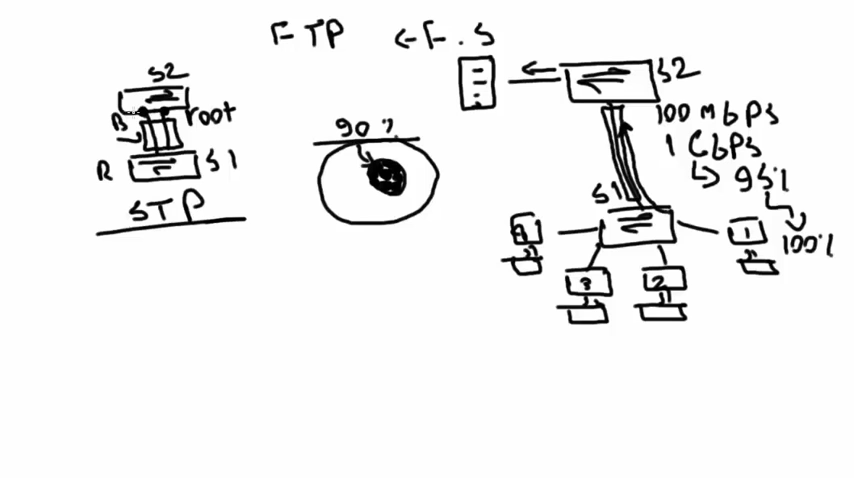 FTP ← F.S
S2
B root
R S1
STP
90%
S2
100 MbPS
1 GbPS
↳ 95%
100%
S1
1
3 2